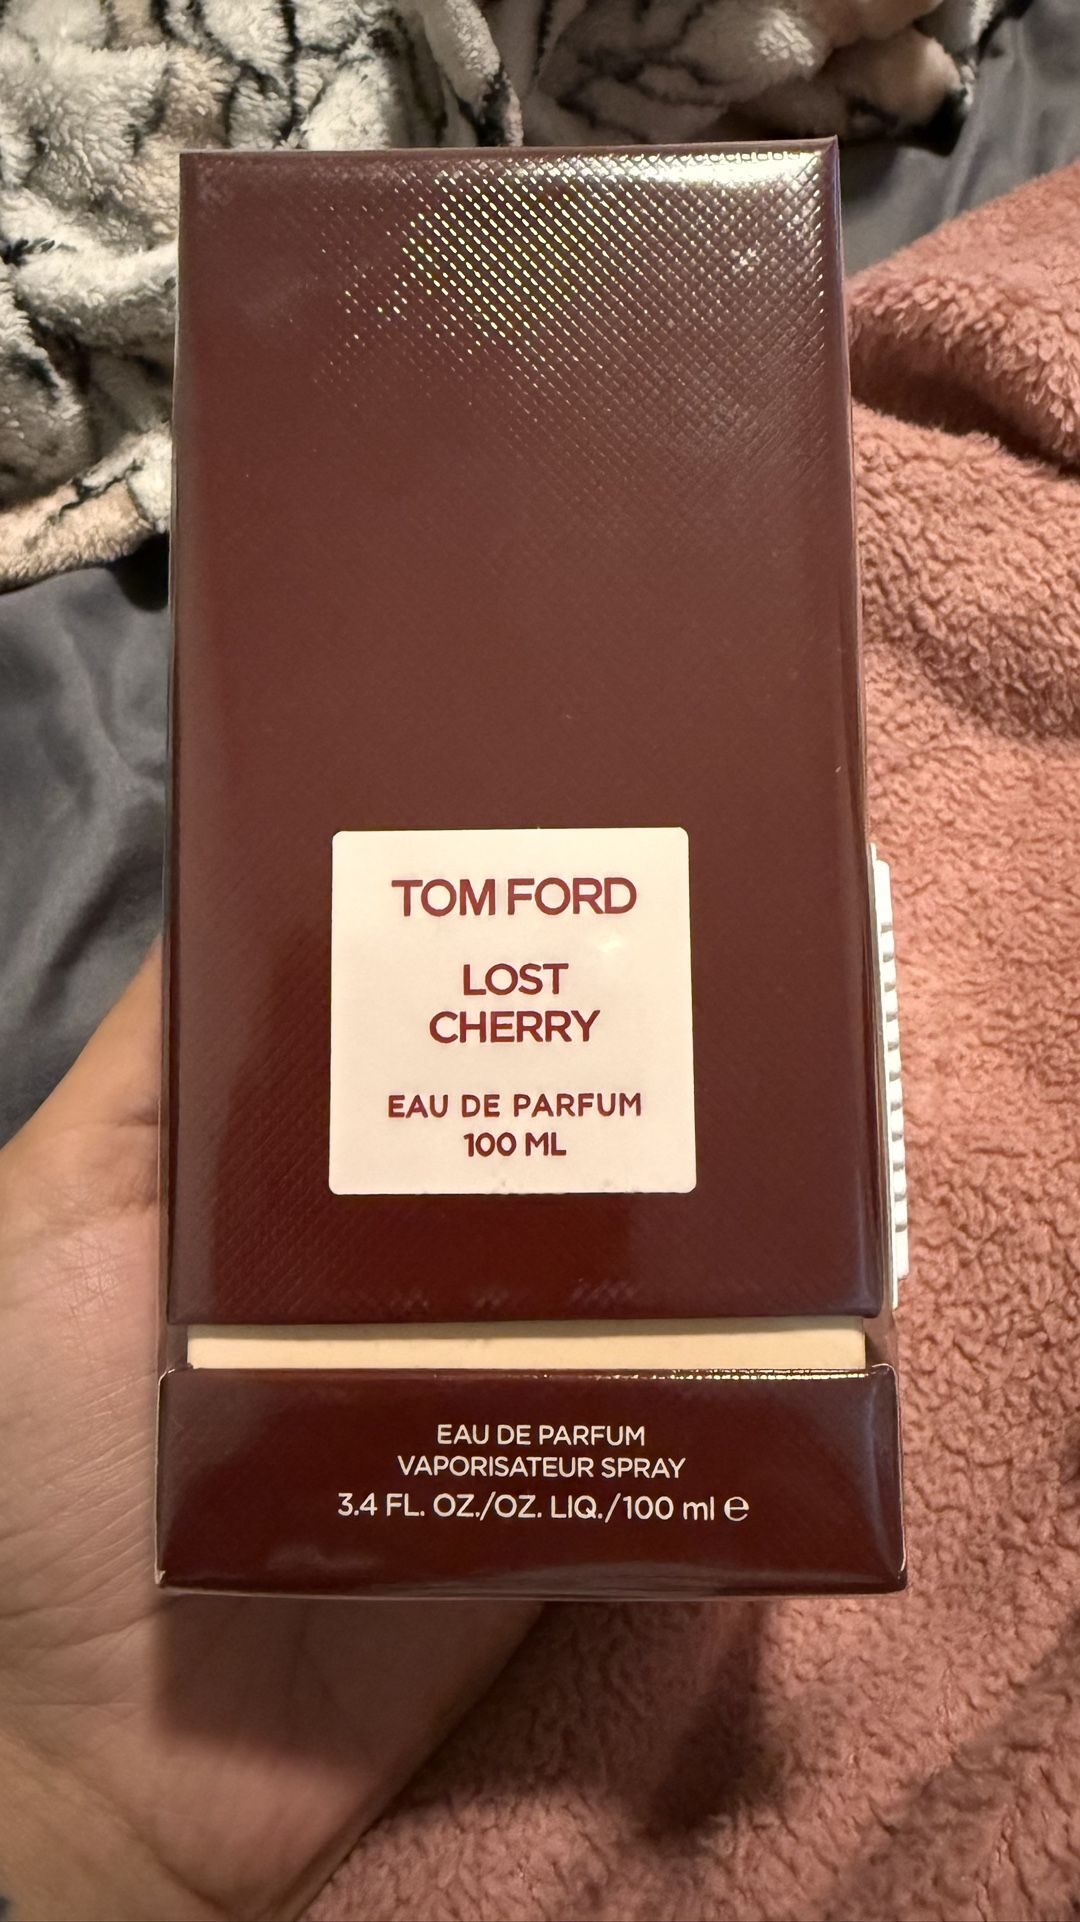 TOM FORD
LOST
CHERRY
EAU DE PARFUM
100 ML
EAU DE PARFUM
VAPORISATEUR SPRAY
3.4 FL. OZ./OZ. LIQ./100 ml ℮